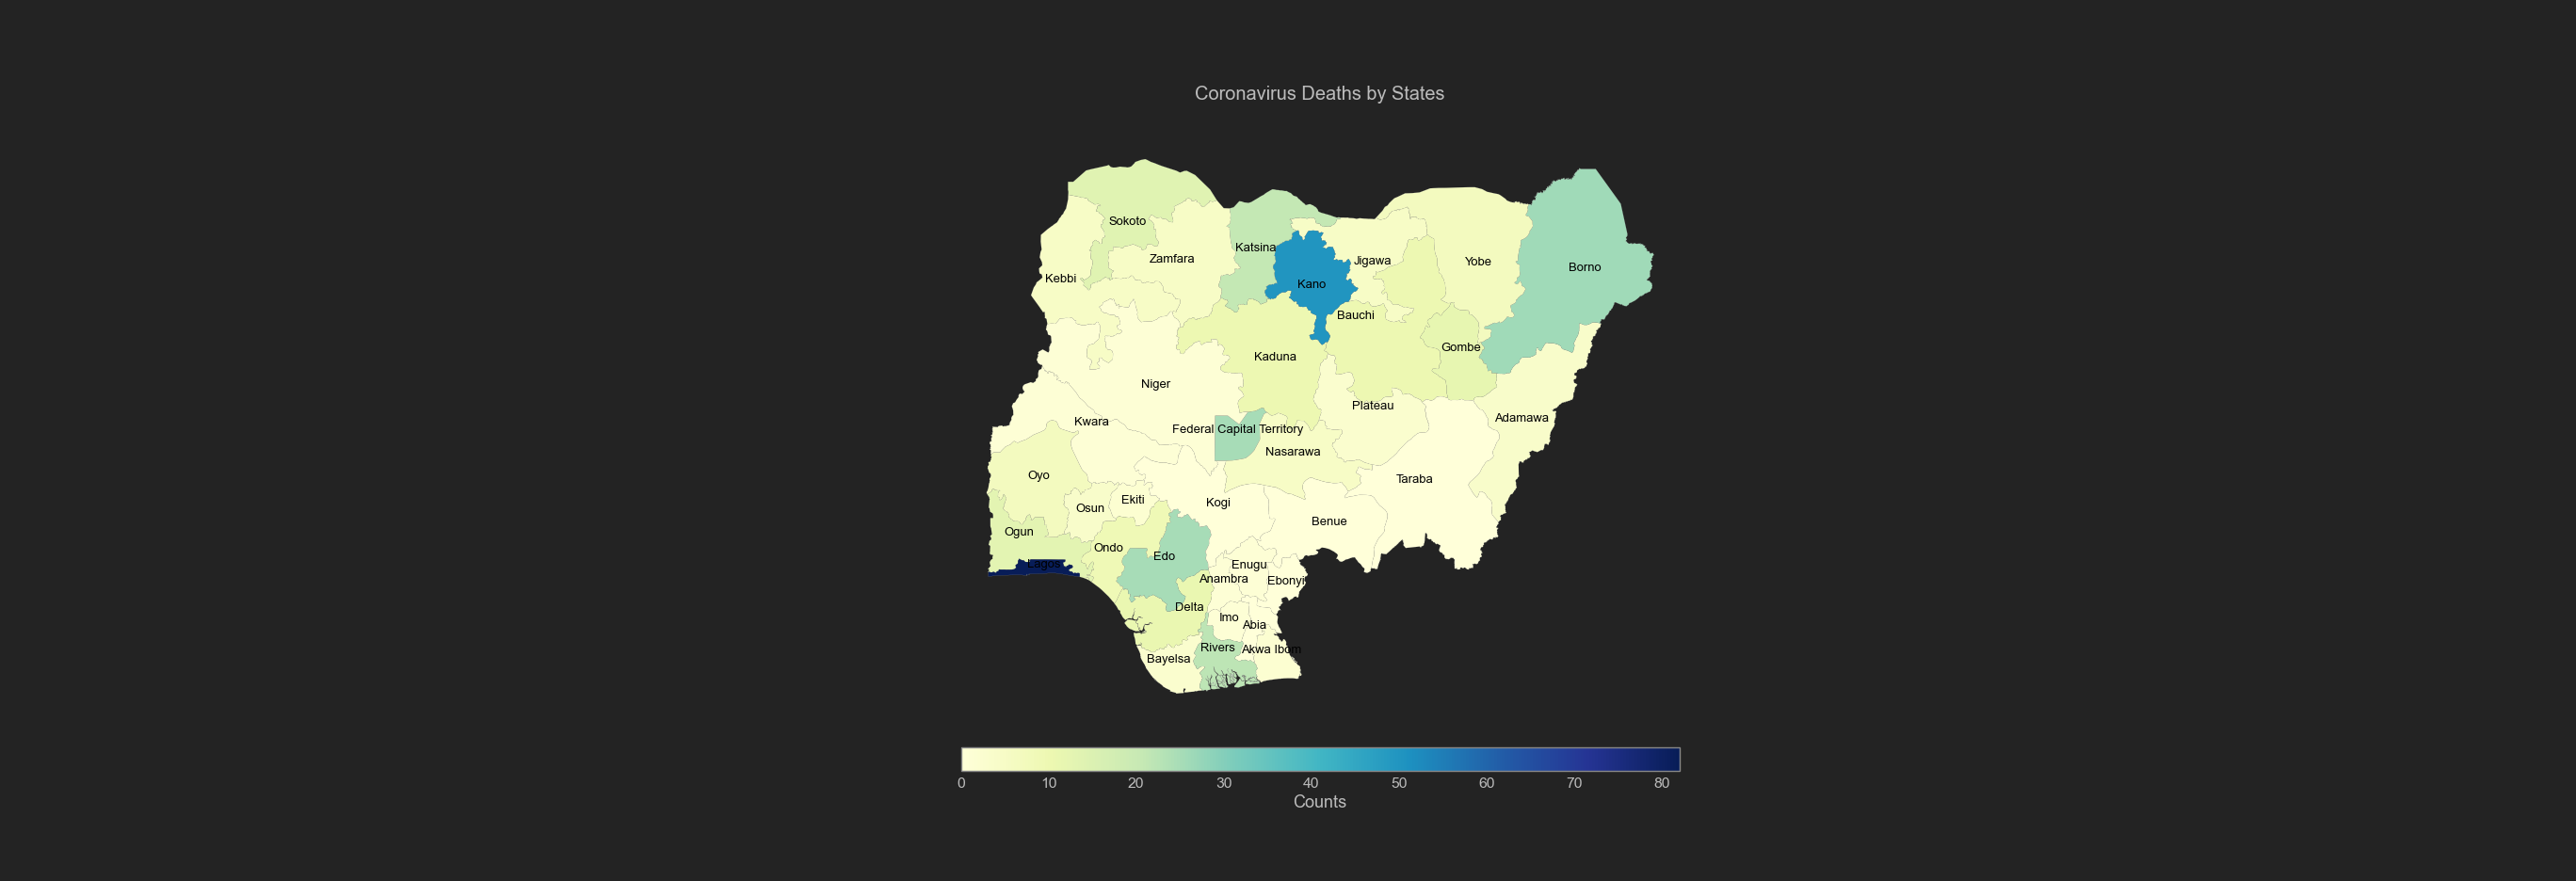 Coronavirus Deaths by States
Sokoto
Katsina
Zamfara
Jigawa
Yobe
Borno
Kebbi
Kano
Bauchi
Gombe
Kaduna
Niger
Plateau
Adamawa
Kwara
Federal Capital Territory
Nasarawa
Oyo
Taraba
Ekiti
Kogi
Osun
Benue
Ogun
Ondo
Edo
Lagos
Enugu
Anambra
Ebonyi
Delta
Imo
Abia
Rivers
Akwa Ibom
Bayelsa
0 10 20 30 40 50 60 70 80
Counts